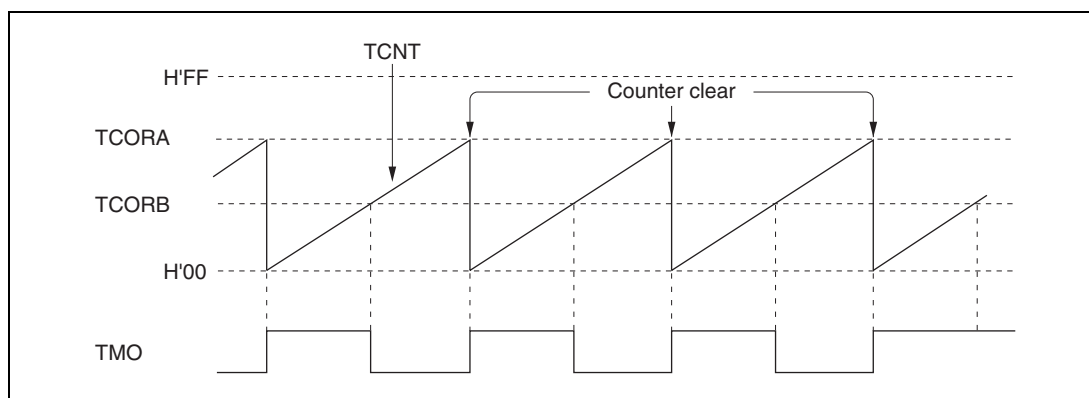 TCNT
H'FF
Counter clear
TCORA
TCORB
H'00
TMO